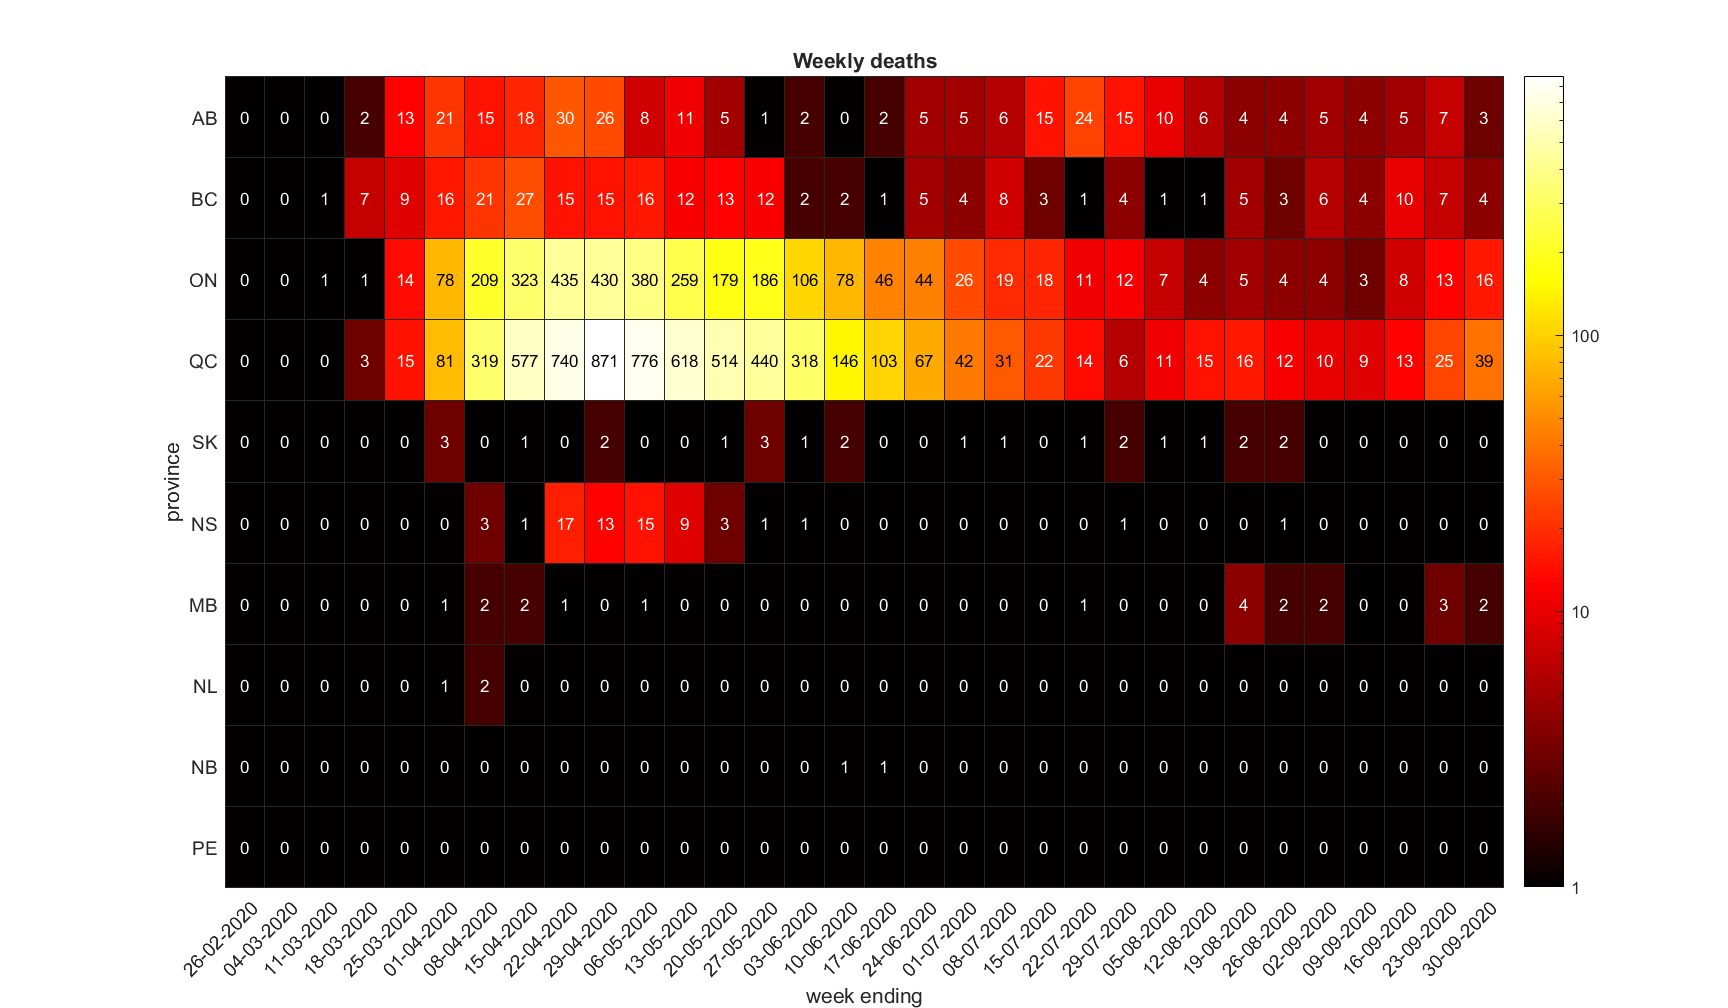 Weekly deaths
AB 0 0 0 2 13 21 15 18 30 26 8 11 5 1 2 0 2 5 5 6 15 24 15 10 6 4 4 5 4 5 7 3
BC 0 0 1 7 9 16 21 27 15 15 16 12 13 12 2 2 1 5 4 8 3 1 4 1 1 5 3 6 4 10 7 4
ON 0 0 1 1 14 78 209 323 435 430 380 259 179 186 106 78 46 44 26 19 18 11 12 7 4 5 4 4 3 8 13 16
100
QC 0 0 0 3 15 81 319 577 740 871 776 618 514 440 318 146 103 67 42 31 22 14 6 11 15 16 12 10 9 13 25 39
SK 0 0 0 0 0 3 0 1 0 2 0 0 1 3 1 2 0 0 1 1 0 1 2 1 1 2 2 0 0 0 0 0
province
NS 0 0 0 0 0 0 3 1 17 13 15 9 3 1 1 0 0 0 0 0 0 0 1 0 0 0 1 0 0 0 0 0
MB 0 0 0 0 0 1 2 2 1 0 1 0 0 0 0 0 0 0 0 0 0 1 0 0 0 4 2 2 0 0 3 2
10
NL 0 0 0 0 0 1 2 0 0 0 0 0 0 0 0 0 0 0 0 0 0 0 0 0 0 0 0 0 0 0 0 0
NB 0 0 0 0 0 0 0 0 0 0 0 0 0 0 0 1 1 0 0 0 0 0 0 0 0 0 0 0 0 0 0 0
PE 0 0 0 0 0 0 0 0 0 0 0 0 0 0 0 0 0 0 0 0 0 0 0 0 0 0 0 0 0 0 0 0
1
26-02-2020 04-03-2020 11-03-2020 18-03-2020 25-03-2020 01-04-2020 08-04-2020 15-04-2020 22-04-2020 29-04-2020 06-05-2020 13-05-2020 20-05-2020 27-05-2020 03-06-2020 10-06-2020 17-06-2020 24-06-2020 01-07-2020 08-07-2020 15-07-2020 22-07-2020 29-07-2020 05-08-2020 12-08-2020 19-08-2020 26-08-2020 02-09-2020 09-09-2020 16-09-2020 23-09-2020 30-09-2020
week ending